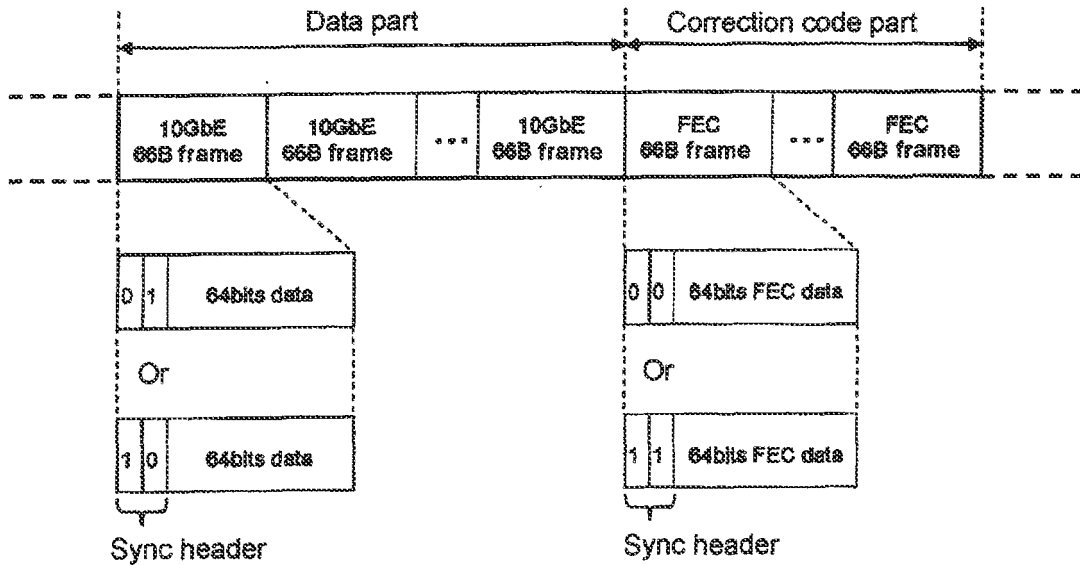 Data part
Correction code part
10GbE
66B frame
10GbE
66B frame
...
10GbE
66B frame
FEC
66B frame
...
FEC
66B frame
0 1 64bits data
0 0 64bits FEC data
Or
Or
1 0 64bits data
1 1 64bits FEC data
Sync header
Sync header